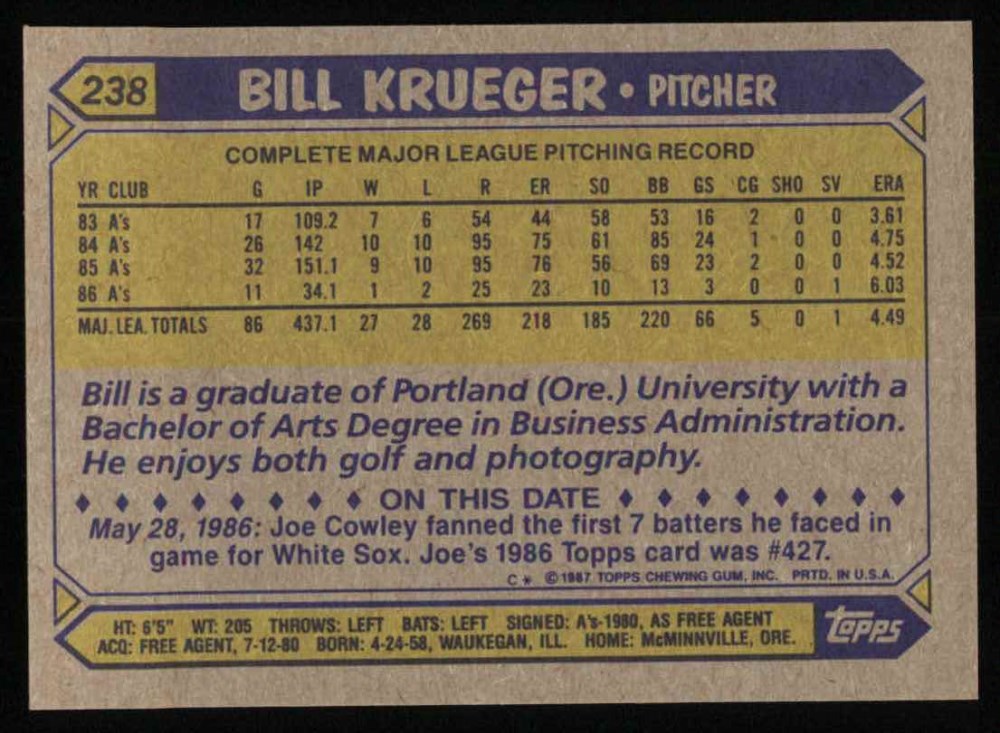 238 BILL KRUEGER • PITCHER
COMPLETE MAJOR LEAGUE PITCHING RECORD
YR CLUB G IP W L R ER SO BB GS CG SHO SV ERA
83 A's 17 109.2 7 6 54 44 58 53 16 2 0 0 3.61
84 A's 26 142 10 10 95 75 61 85 24 1 0 0 4.75
85 A's 32 151.1 9 10 95 76 56 69 23 2 0 0 4.52
86 A's 11 34.1 1 2 25 23 10 13 3 0 0 1 6.03
MAJ. LEA. TOTALS 86 437.1 27 28 269 218 185 220 66 5 0 1 4.49
Bill is a graduate of Portland (Ore.) University with a
Bachelor of Arts Degree in Business Administration.
He enjoys both golf and photography.
♦ ♦ ♦ ♦ ♦ ♦ ♦ ♦ ON THIS DATE ♦ ♦ ♦ ♦ ♦ ♦ ♦ ♦
May 28, 1986: Joe Cowley fanned the first 7 batters he faced in
game for White Sox. Joe's 1986 Topps card was #427.
C * © 1987 TOPPS CHEWING GUM, INC. PRTD. IN U.S.A.
HT: 6'5" WT: 205 THROWS: LEFT BATS: LEFT SIGNED: A's-1980, AS FREE AGENT
ACQ: FREE AGENT, 7-12-80 BORN: 4-24-58, WAUKEGAN, ILL. HOME: McMINNVILLE, ORE.
topps